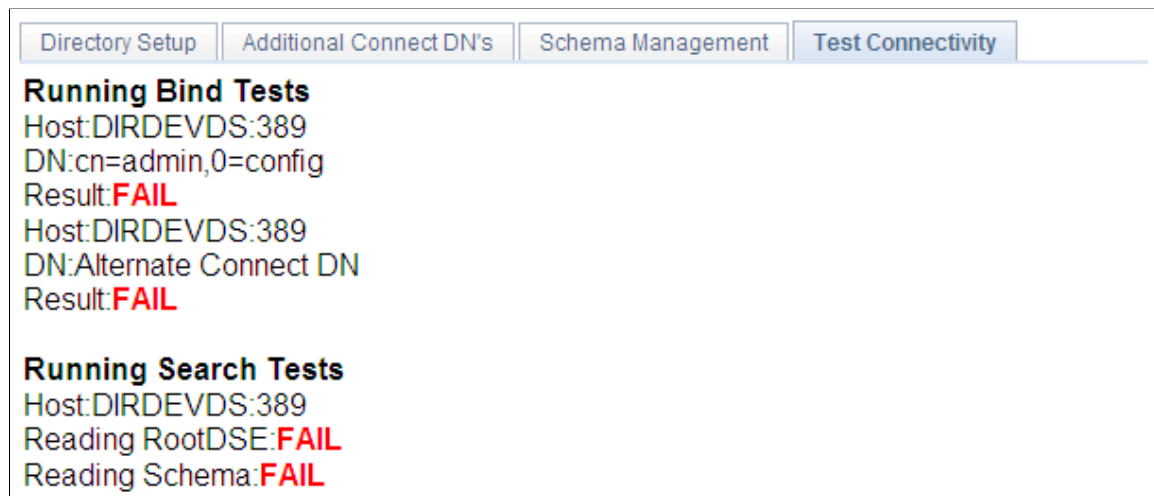 Directory Setup Additional Connect DN's Schema Management Test Connectivity
Running Bind Tests
Host:DIRDEVDS:389
DN:cn=admin,0=config
Result:FAIL
Host:DIRDEVDS:389
DN:Alternate Connect DN
Result:FAIL
Running Search Tests
Host:DIRDEVDS:389
Reading RootDSE:FAIL
Reading Schema:FAIL